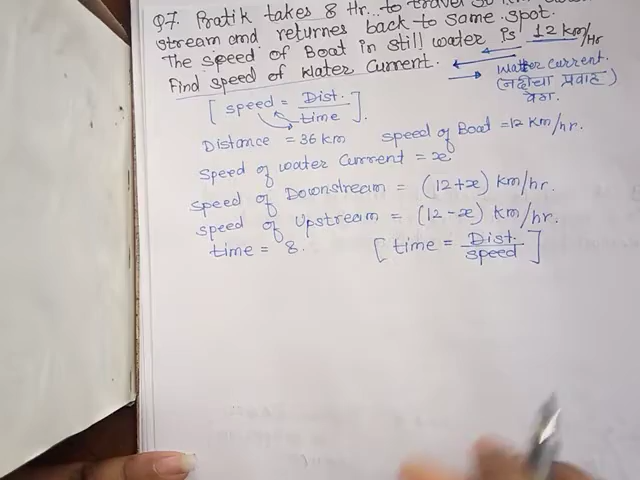 Q7. Pratik takes 8 Hr. to travel
stream and returnes back to same spot.
The speed of Boat in still water is 12 km/Hr
Find speed of Water Current.
water current.
(नदीचा प्रवाह)
वेग.
[speed = Dist. / time].
Distance = 36 km speed of Boad = 12 km/hr.
Speed of water Current = x
speed of Downstream = (12+x) km/hr.
speed of Upstream = (12-x) km/hr.
time = 8. [time = Dist. / speed]